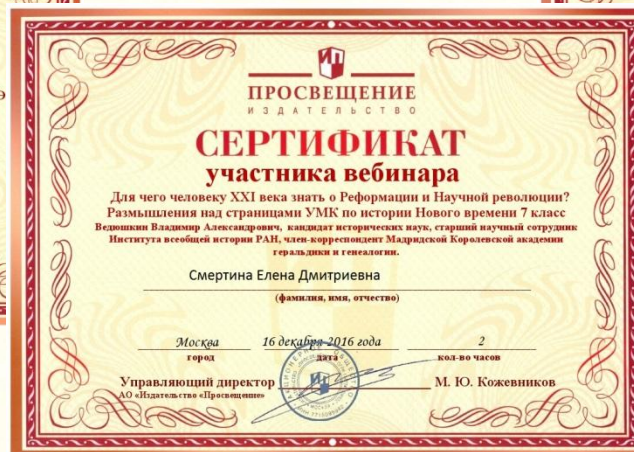 ИП
ПРОСВЕЩЕНИЕ
ИЗДАТЕЛЬСТВО
СЕРТИФИКАТ
участника вебинара
Для чего человеку XXI века знать о Реформации и Научной революции?
Размышления над страницами УМК по истории Нового времени 7 класс
Ведюшкин Владимир Александрович, кандидат исторических наук, старший научный сотрудник
Института всеобщей истории РАН, член-корреспондент Мадридской Королевской академии
геральдики и генеалогии.
Смертина Елена Дмитриевна
(фамилия, имя, отчество)
Москва 16 декабря 2016 года 2
город дата кол-во часов
Управляющий директор М. Ю. Кожевников
АО «Издательство «Просвещение»